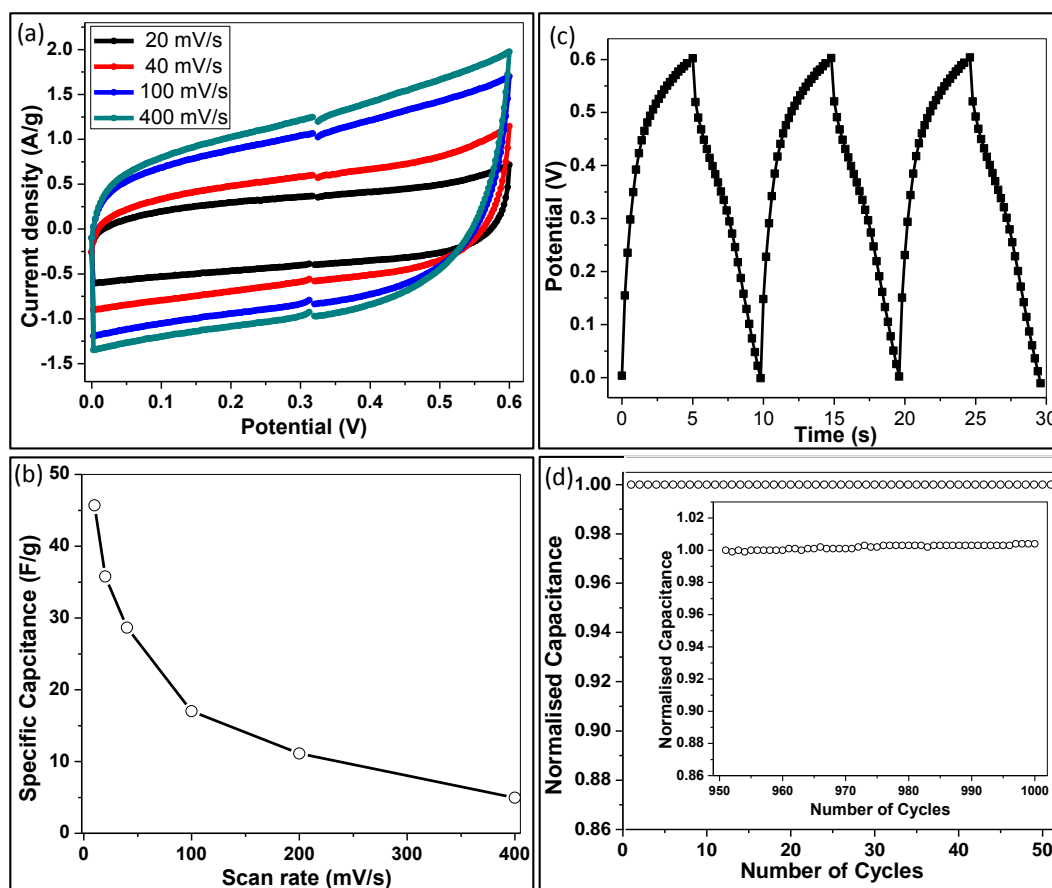 (a)
20 mV/s
40 mV/s
100 mV/s
400 mV/s
2.0
1.5
1.0
0.5
0.0
-0.5
-1.0
-1.5
Current density (A/g)
0.0 0.1 0.2 0.3 0.4 0.5 0.6
Potential (V)
(c)
0.6
0.5
0.4
0.3
0.2
0.1
0.0
Potential (V)
0 5 10 15 20 25 30
Time (s)
(b)
50
40
30
20
10
0
Specific Capcitance (F/g)
0 100 200 300 400
Scan rate (mV/s)
(d)
1.00
0.98
0.96
0.94
0.92
0.90
0.88
0.86
Normalised Capacitance
0 10 20 30 40 50
Number of Cycles
1.02
1.00
0.98
0.96
0.94
0.92
0.90
0.88
0.86
Normalised Capacitance
950 960 970 980 990 1000
Number of Cycles